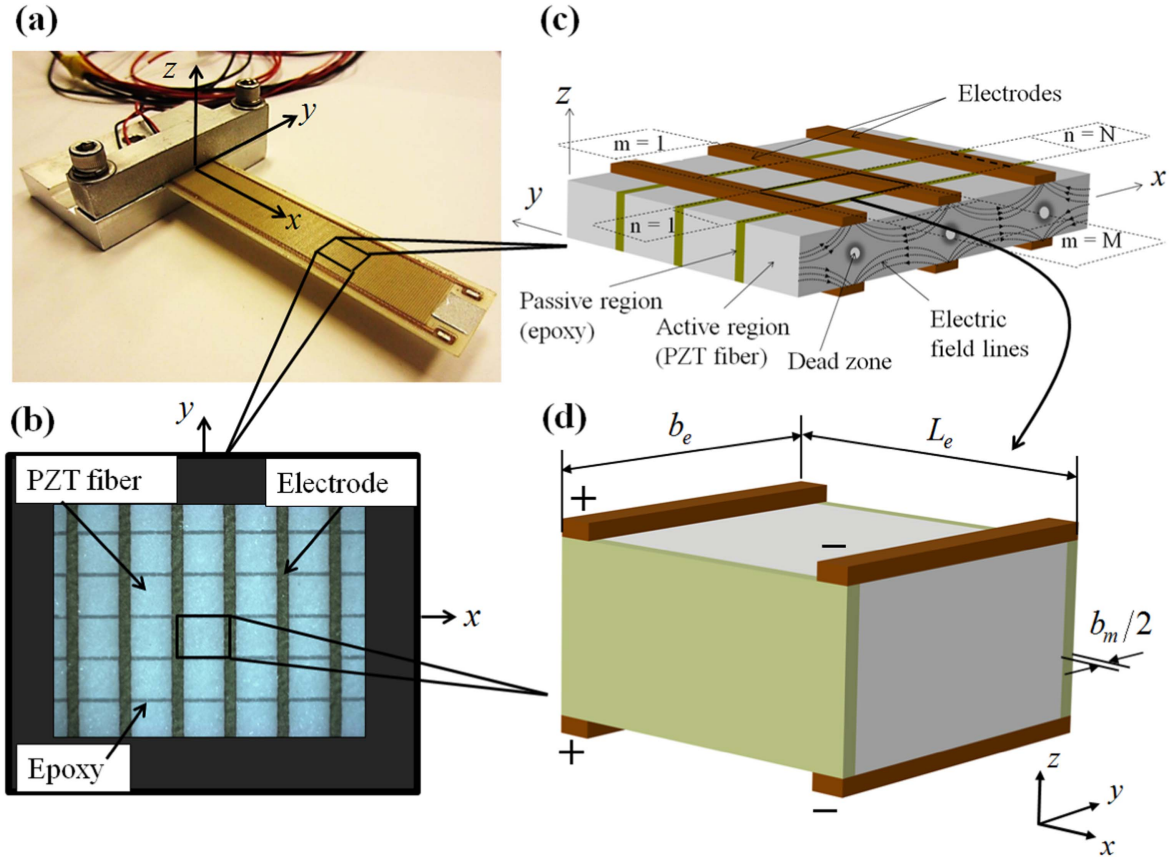 (a)
z
y
x
(c)
z
Electrodes
m = 1
n = N
y
x
n = 1
m = M
Passive region
(epoxy)
Active region
(PZT fiber)
Dead zone
Electric
field lines
(b)
y
PZT fiber
Electrode
x
Epoxy
(d)
b_e
L_e
+
−
b_m/2
+
−
z
y
x